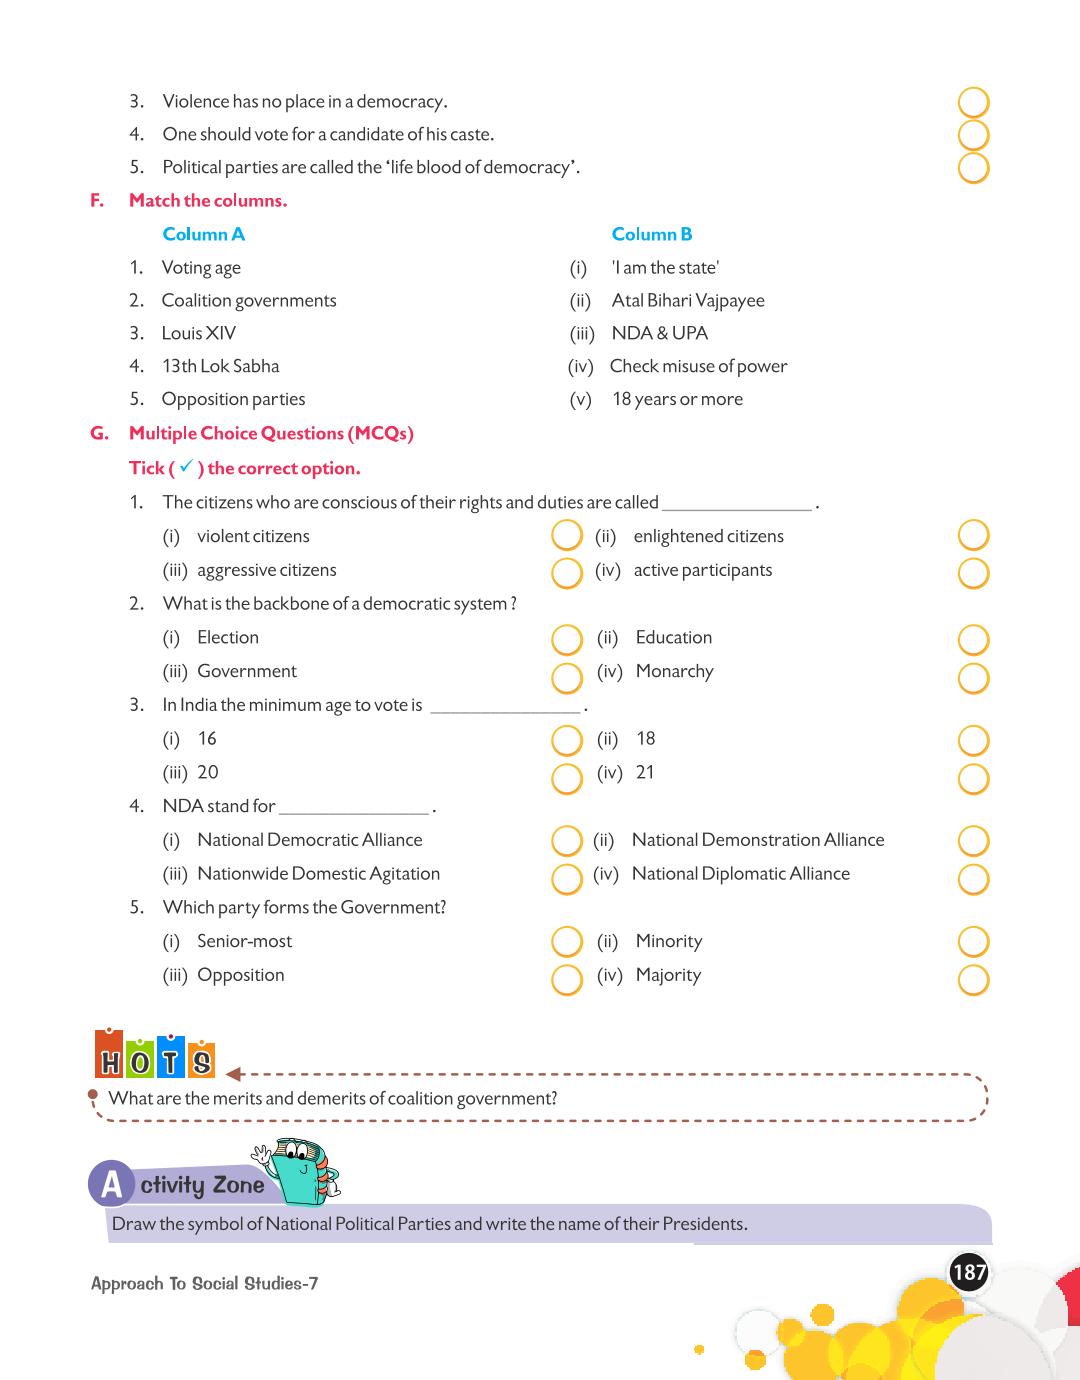 3. Violence has no place in a democracy.
4. One should vote for a candidate of his caste.
5. Political parties are called the ‘life blood of democracy’.
F. Match the columns.
Column A Column B
1. Voting age (i) 'I am the state'
2. Coalition governments (ii) Atal Bihari Vajpayee
3. Louis XIV (iii) NDA & UPA
4. 13th Lok Sabha (iv) Check misuse of power
5. Opposition parties (v) 18 years or more
G. Multiple Choice Questions (MCQs)
Tick ( ✓ ) the correct option.
1. The citizens who are conscious of their rights and duties are called _______________ .
(i) violent citizens (ii) enlightened citizens
(iii) aggressive citizens (iv) active participants
2. What is the backbone of a democratic system ?
(i) Election (ii) Education
(iii) Government (iv) Monarchy
3. In India the minimum age to vote is _______________ .
(i) 16 (ii) 18
(iii) 20 (iv) 21
4. NDA stand for _______________ .
(i) National Democratic Alliance (ii) National Demonstration Alliance
(iii) Nationwide Domestic Agitation (iv) National Diplomatic Alliance
5. Which party forms the Government?
(i) Senior-most (ii) Minority
(iii) Opposition (iv) Majority
HOTS
What are the merits and demerits of coalition government?
Activity Zone
Draw the symbol of National Political Parties and write the name of their Presidents.
Approach To Social Studies-7 187